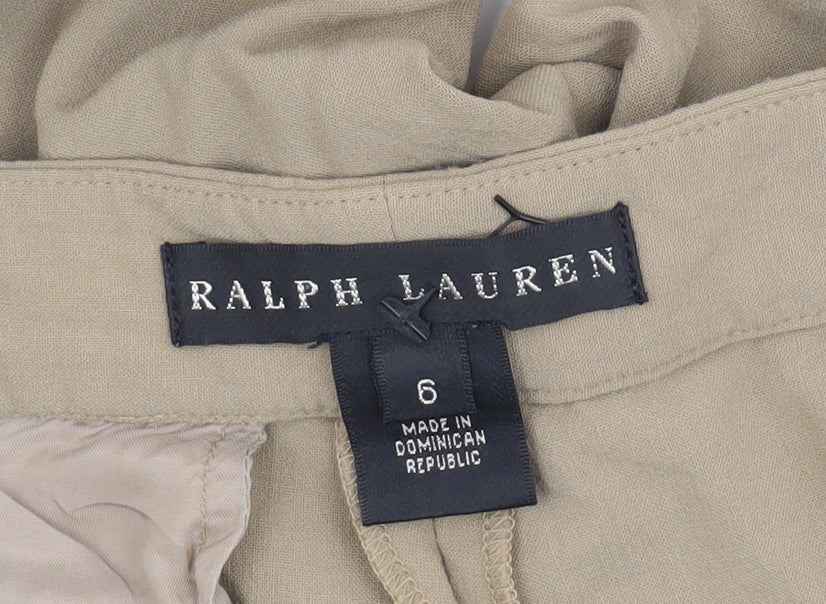 RALPH LAUREN
6
MADE IN
DOMINICAN
REPUBLIC